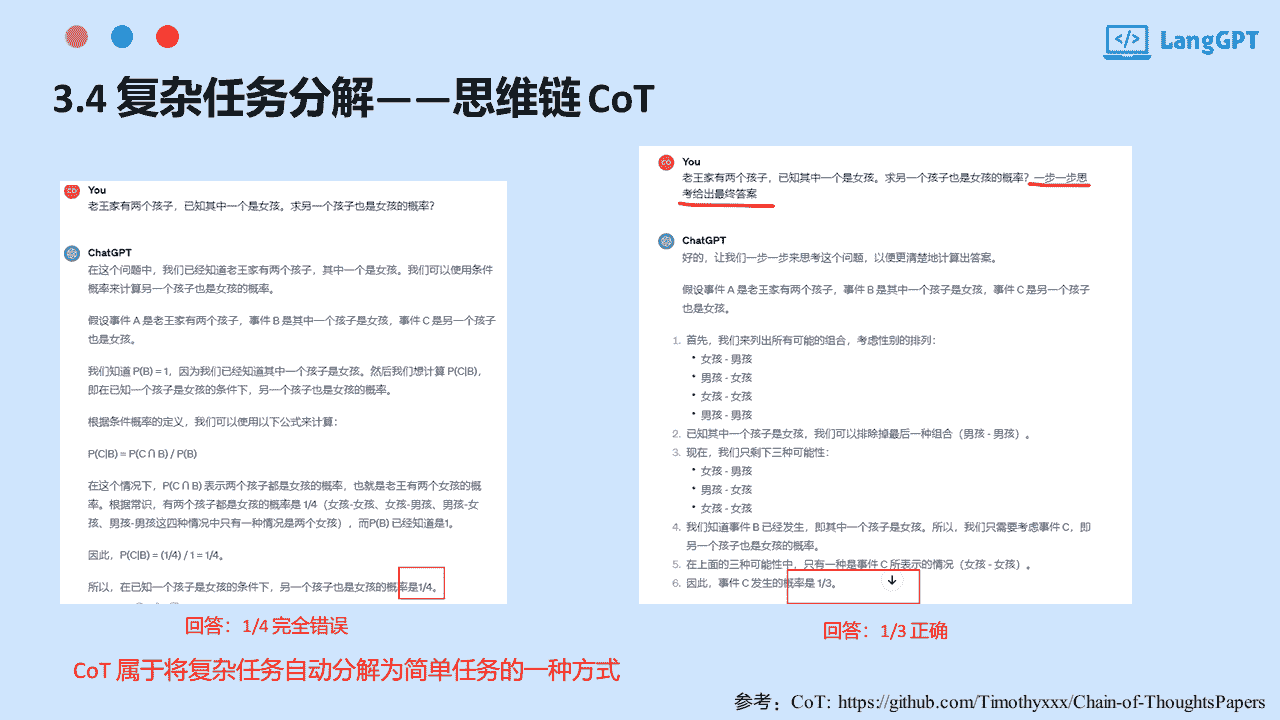 LangGPT
3.4 复杂任务分解——思维链 CoT
You
老王家有两个孩子，已知其中一个是女孩。求另一个孩子也是女孩的概率？
ChatGPT
在这个问题中，我们已经知道老王家有两个孩子，其中一个是女孩。我们可以使用条件
概率来计算另一个孩子也是女孩的概率。
假设事件 A 是老王家有两个孩子，事件 B 是其中一个孩子是女孩，事件 C 是另一个孩子
也是女孩。
我们知道 P(B) = 1，因为我们已经知道其中一个孩子是女孩。然后我们想计算 P(C|B)，
即在已知一个孩子是女孩的条件下，另一个孩子也是女孩的概率。
根据条件概率的定义，我们可以使用以下公式来计算：
P(C|B) = P(C ∩ B) / P(B)
在这个情况下，P(C ∩ B) 表示两个孩子都是女孩的概率，也就是老王有两个女孩的概
率。根据常识，有两个孩子都是女孩的概率是 1/4（女孩-女孩、女孩-男孩、男孩-女
孩、男孩-男孩这四种情况中只有一种情况是两个女孩），而P(B) 已经知道是1。
因此，P(C|B) = (1/4) / 1 = 1/4。
所以，在已知一个孩子是女孩的条件下，另一个孩子也是女孩的概率是1/4。
回答：1/4 完全错误
You
老王家有两个孩子，已知其中一个是女孩。求另一个孩子也是女孩的概率？一步一步思
考给出最终答案
ChatGPT
好的，让我们一步一步来思考这个问题，以便更清楚地计算出答案。
假设事件 A 是老王家有两个孩子，事件 B 是其中一个孩子是女孩，事件 C 是另一个孩子
也是女孩。
1. 首先，我们来列出所有可能的组合，考虑性别的排列：
• 女孩 - 男孩
• 男孩 - 女孩
• 女孩 - 女孩
• 男孩 - 男孩
2. 已知其中一个孩子是女孩，我们可以排除掉最后一种组合（男孩 - 男孩）。
3. 现在，我们只剩下三种可能性：
• 女孩 - 男孩
• 男孩 - 女孩
• 女孩 - 女孩
4. 我们知道事件 B 已经发生，即其中一个孩子是女孩。所以，我们只需要考虑事件 C，即
另一个孩子也是女孩的概率。
5. 在上面的三种可能性中，只有一种是事件 C 所表示的情况（女孩 - 女孩）。
6. 因此，事件 C 发生的概率是 1/3。
回答：1/3 正确
CoT 属于将复杂任务自动分解为简单任务的一种方式
参考：CoT: https://github.com/Timothyxxx/Chain-of-ThoughtsPapers